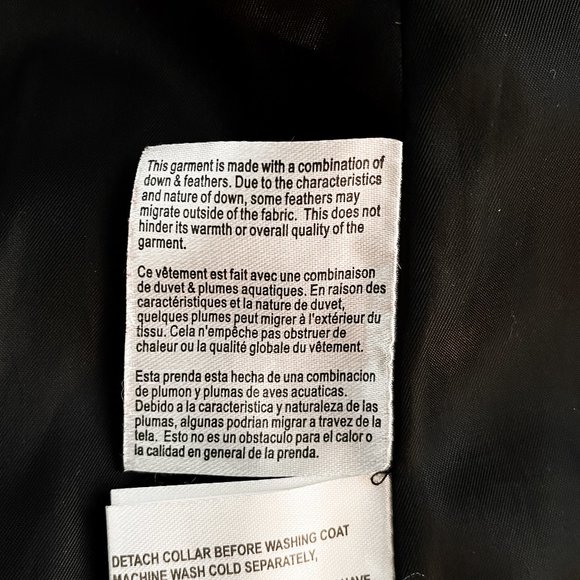 This garment is made with a combination of
down & feathers. Due to the characteristics
and nature of down, some feathers may
migrate outside of the fabric. This does not
hinder its warmth or overall quality of the
garment.
Ce vêtement est fait avec une combinaison
de duvet & plumes aquatiques. En raison des
caractéristiques et la nature de duvet,
quelques plumes peut migrer à l'extérieur du
tissu. Cela n'empêche pas obstruer de
chaleur ou la qualité globale du vêtement.
Esta prenda esta hecha de una combinacion
de plumon y plumas de aves acuaticas.
Debido a la caracteristica y naturaleza de las
plumas, algunas podrian migrar a travez de la
tela. Esto no es un obstaculo para el calor o
la calidad en general de la prenda.
DETACH COLLAR BEFORE WASHING COAT
MACHINE WASH COLD SEPARATELY,
HAVE